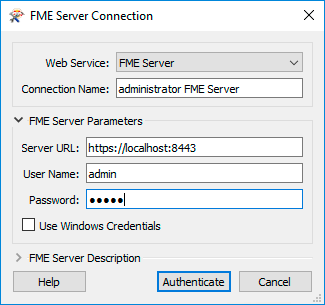 FME Server Connection
Web Service: FME Server
Connection Name: administrator FME Server
FME Server Parameters
Server URL: https://localhost:8443
User Name: admin
Password: ●●●●●
Use Windows Credentials
FME Server Description
Help Authenticate Cancel